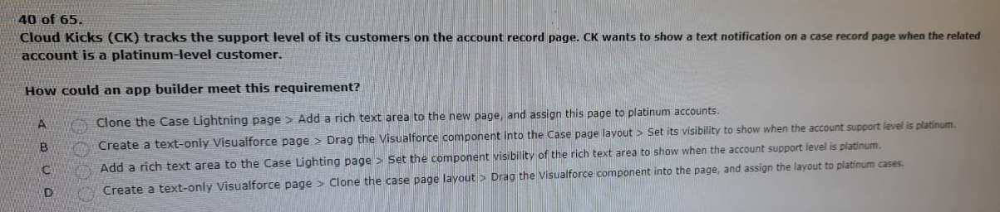 40 of 65.
Cloud Kicks (CK) tracks the support level of its customers on the account record page. CK wants to show a text notification on a case record page when the related
account is a platinum-level customer.
How could an app builder meet this requirement?
A Clone the Case Lightning page > Add a rich text area to the new page, and assign this page to platinum accounts.
B Create a text-only Visualforce page > Drag the Visualforce component into the Case page layout > Set its visibility to show when the account support level is platinum.
C Add a rich text area to the Case Lighting page > Set the component visibility of the rich text area to show when the account support level is platinum.
D Create a text-only Visualforce page > Clone the case page layout > Drag the Visualforce component into the page, and assign the layout to platinum cases.